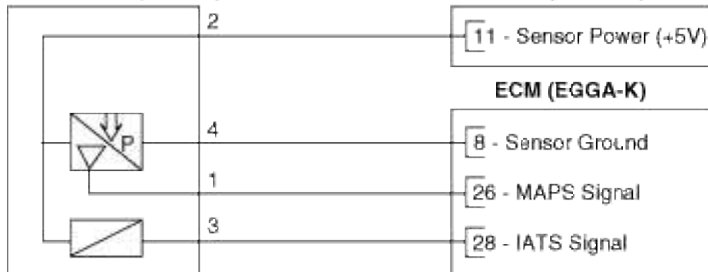 2
11 - Sensor Power (+5V)
ECM (EGGA-K)
P
4
8 - Sensor Ground
1
26 - MAPS Signal
3
28 - IATS Signal